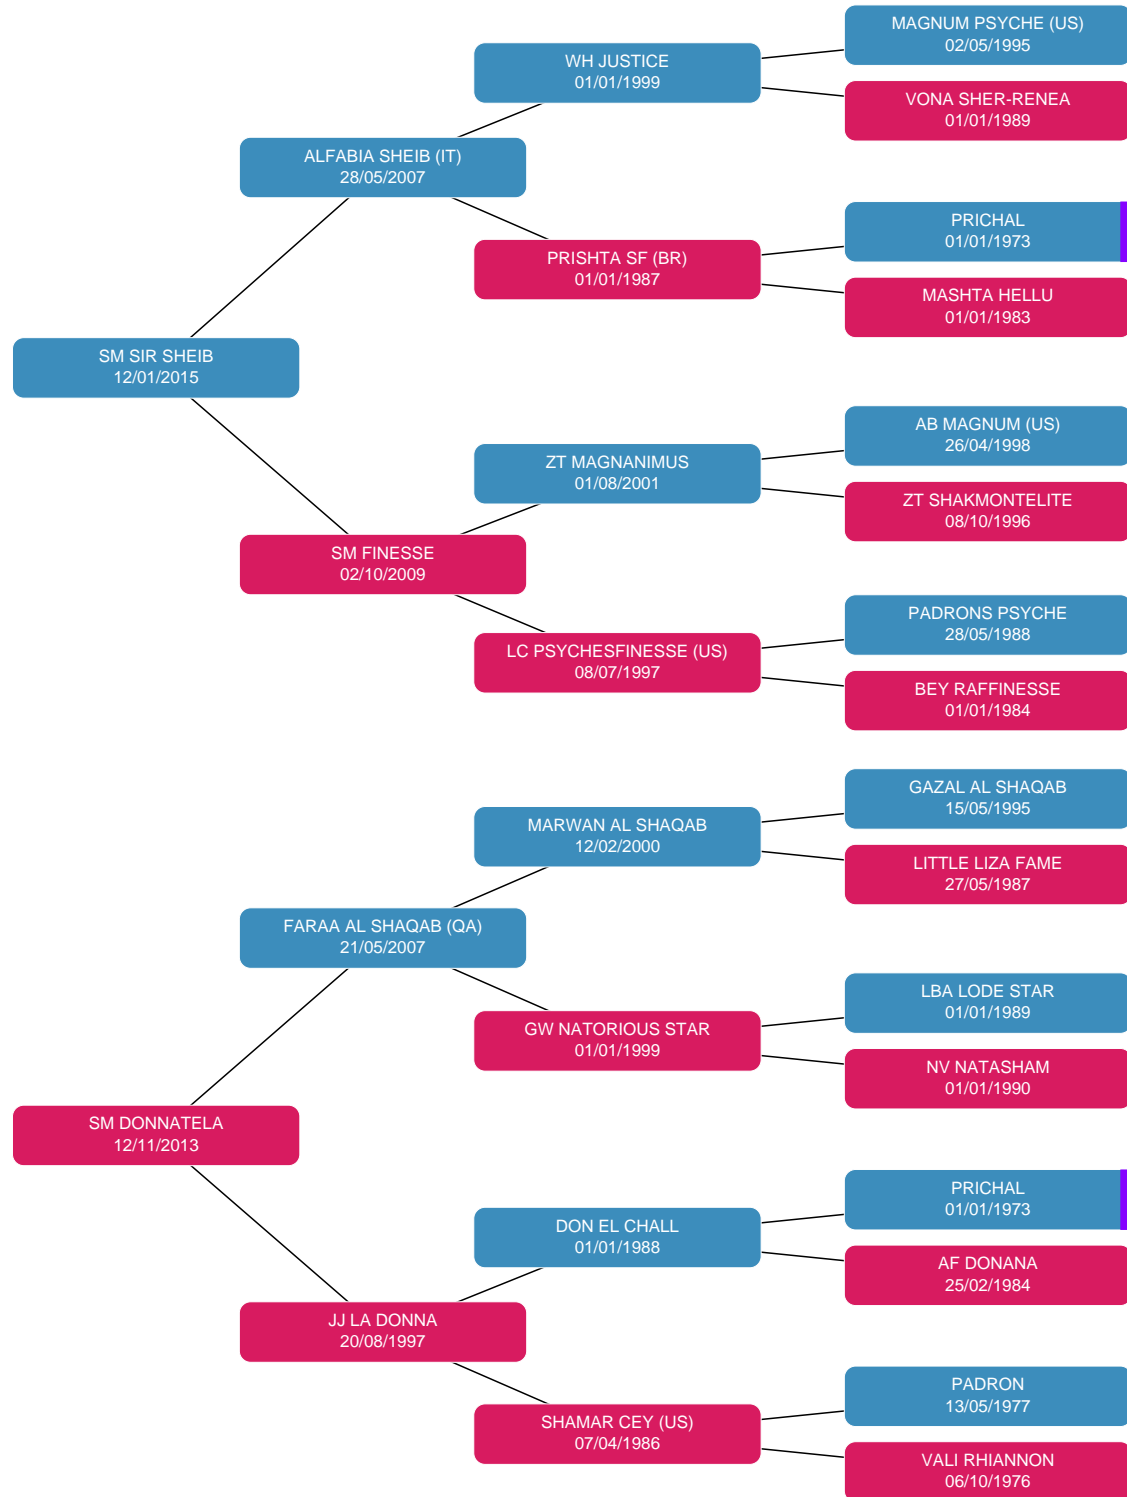 MAGNUM PSYCHE (US)
02/05/1995
WH JUSTICE
01/01/1999
VONA SHER-RENEA
01/01/1989
ALFABIA SHEIB (IT)
28/05/2007
PRICHAL
01/01/1973
PRISHTA SF (BR)
01/01/1987
MASHTA HELLU
01/01/1983
SM SIR SHEIB
12/01/2015
AB MAGNUM (US)
26/04/1998
ZT MAGNANIMUS
01/08/2001
ZT SHAKMONTELITE
08/10/1996
SM FINESSE
02/10/2009
PADRONS PSYCHE
28/05/1988
LC PSYCHESFINESSE (US)
08/07/1997
BEY RAFFINESSE
01/01/1984
GAZAL AL SHAQAB
15/05/1995
MARWAN AL SHAQAB
12/02/2000
LITTLE LIZA FAME
27/05/1987
FARAA AL SHAQAB (QA)
21/05/2007
LBA LODE STAR
01/01/1989
GW NATORIOUS STAR
01/01/1999
NV NATASHAM
01/01/1990
SM DONNATELA
12/11/2013
PRICHAL
01/01/1973
DON EL CHALL
01/01/1988
AF DONANA
25/02/1984
JJ LA DONNA
20/08/1997
PADRON
13/05/1977
SHAMAR CEY (US)
07/04/1986
VALI RHIANNON
06/10/1976